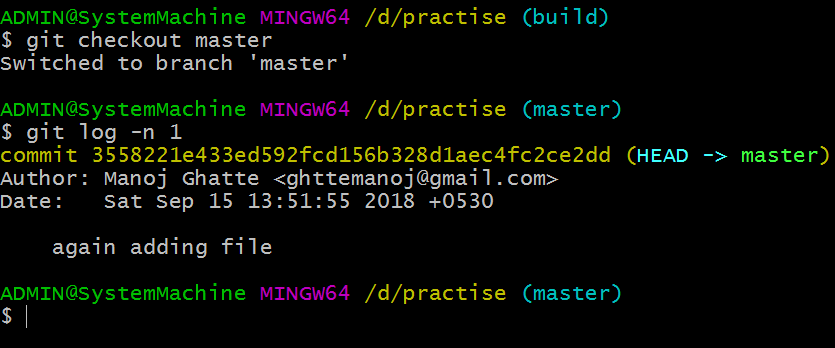 ADMIN@SystemMachine MINGW64 /d/practise (build)
$ git checkout master
Switched to branch 'master'
ADMIN@SystemMachine MINGW64 /d/practise (master)
$ git log -n 1
commit 3558221e433ed592fcd156b328d1aec4fc2ce2dd (HEAD -> master)
Author: Manoj Ghatte <ghttemanoj@gmail.com>
Date:   Sat Sep 15 13:51:55 2018 +0530
    again adding file
ADMIN@SystemMachine MINGW64 /d/practise (master)
$